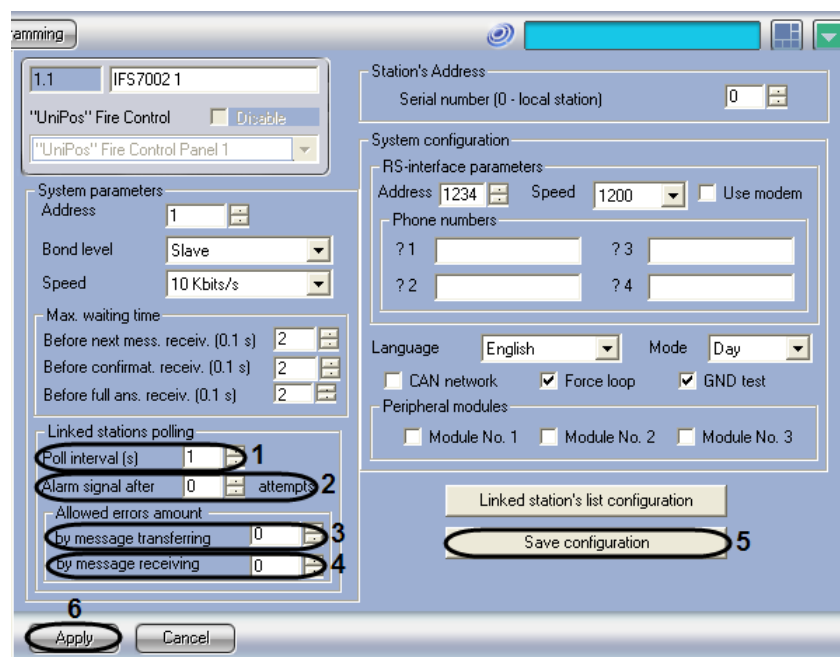 amming
1.1 IFS7002 1
"UniPos" Fire Control Disable
"UniPos" Fire Control Panel 1
System parameters
Address 1
Bond level Slave
Speed 10 Kbits/s
Max. waiting time
Before next mess. receiv. (0.1 s) 2
Before confirmat. receiv. (0.1 s) 2
Before full ans. receiv. (0.1 s) 2
Linked stations polling
Poll interval (s) 1 1
Alarm signal after 0 attempts 2
Allowed errors amount
by message transferring 0 3
by message receiving 0 4
Station's Address
Serial number (0 - local station) 0
System configuration
RS-interface parameters
Address 1234 Speed 1200 Use modem
Phone numbers
? 1 ? 3
? 2 ? 4
Language English Mode Day
CAN network Force loop GND test
Peripheral modules
Module No. 1 Module No. 2 Module No. 3
Linked station's list configuration
Save configuration 5
6
Apply Cancel